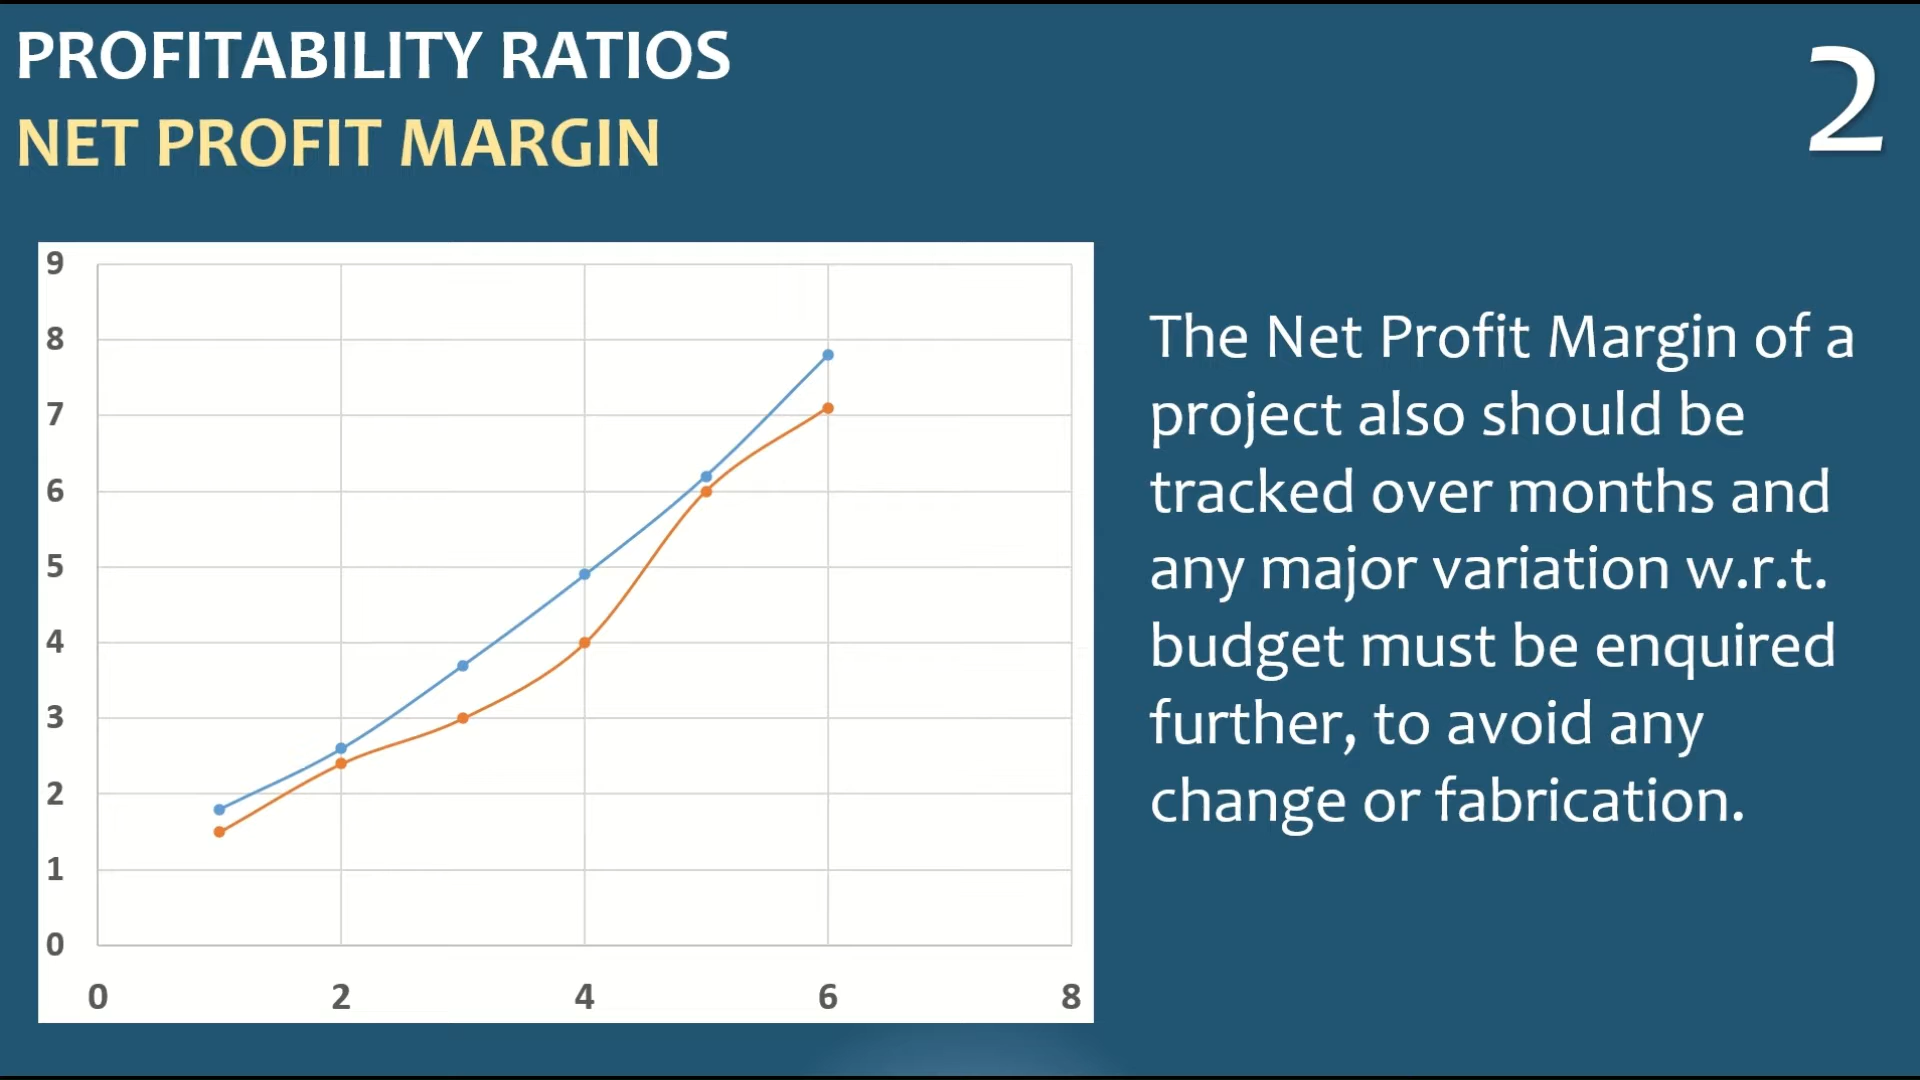 PROFITABILITY RATIOS
NET PROFIT MARGIN
2
9
8
7
6
5
4
3
2
1
0
0 2 4 6 8
The Net Profit Margin of a
project also should be
tracked over months and
any major variation w.r.t.
budget must be enquired
further, to avoid any
change or fabrication.